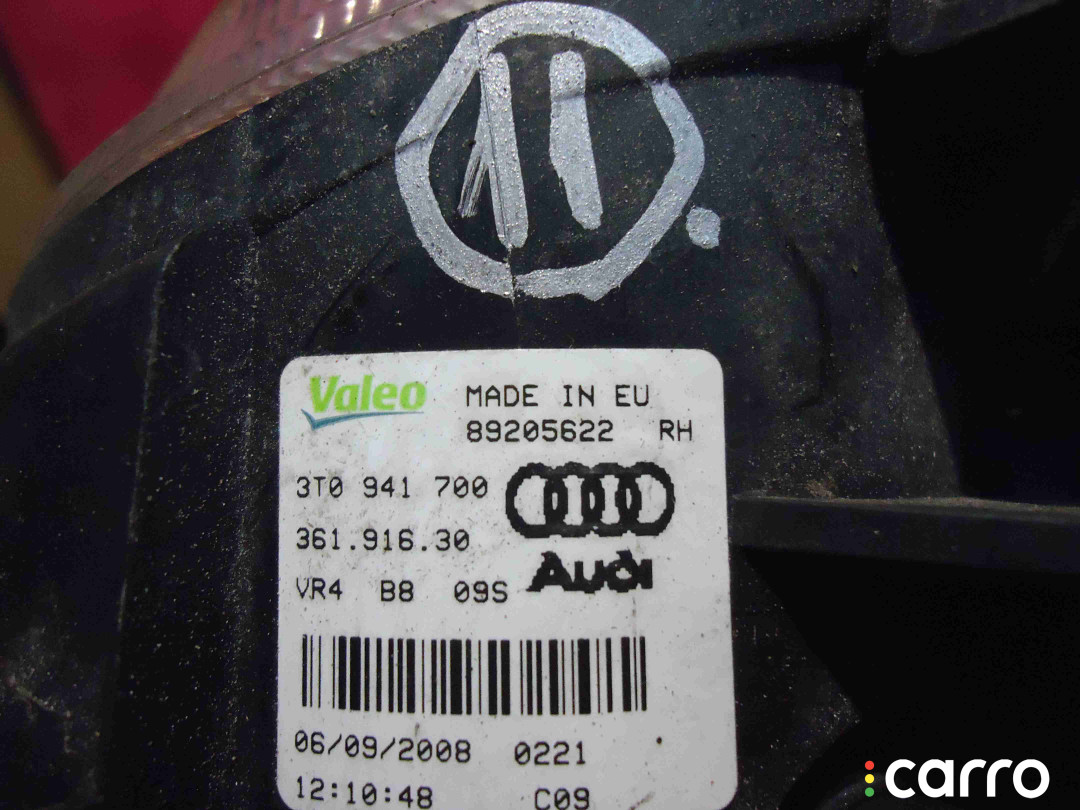 11.
Valeo MADE IN EU
89205622 RH
3T0 941 700
361.916.30
VR4 B8 09S
Audi
06/09/2008 0221
12:10:48 C09
carro